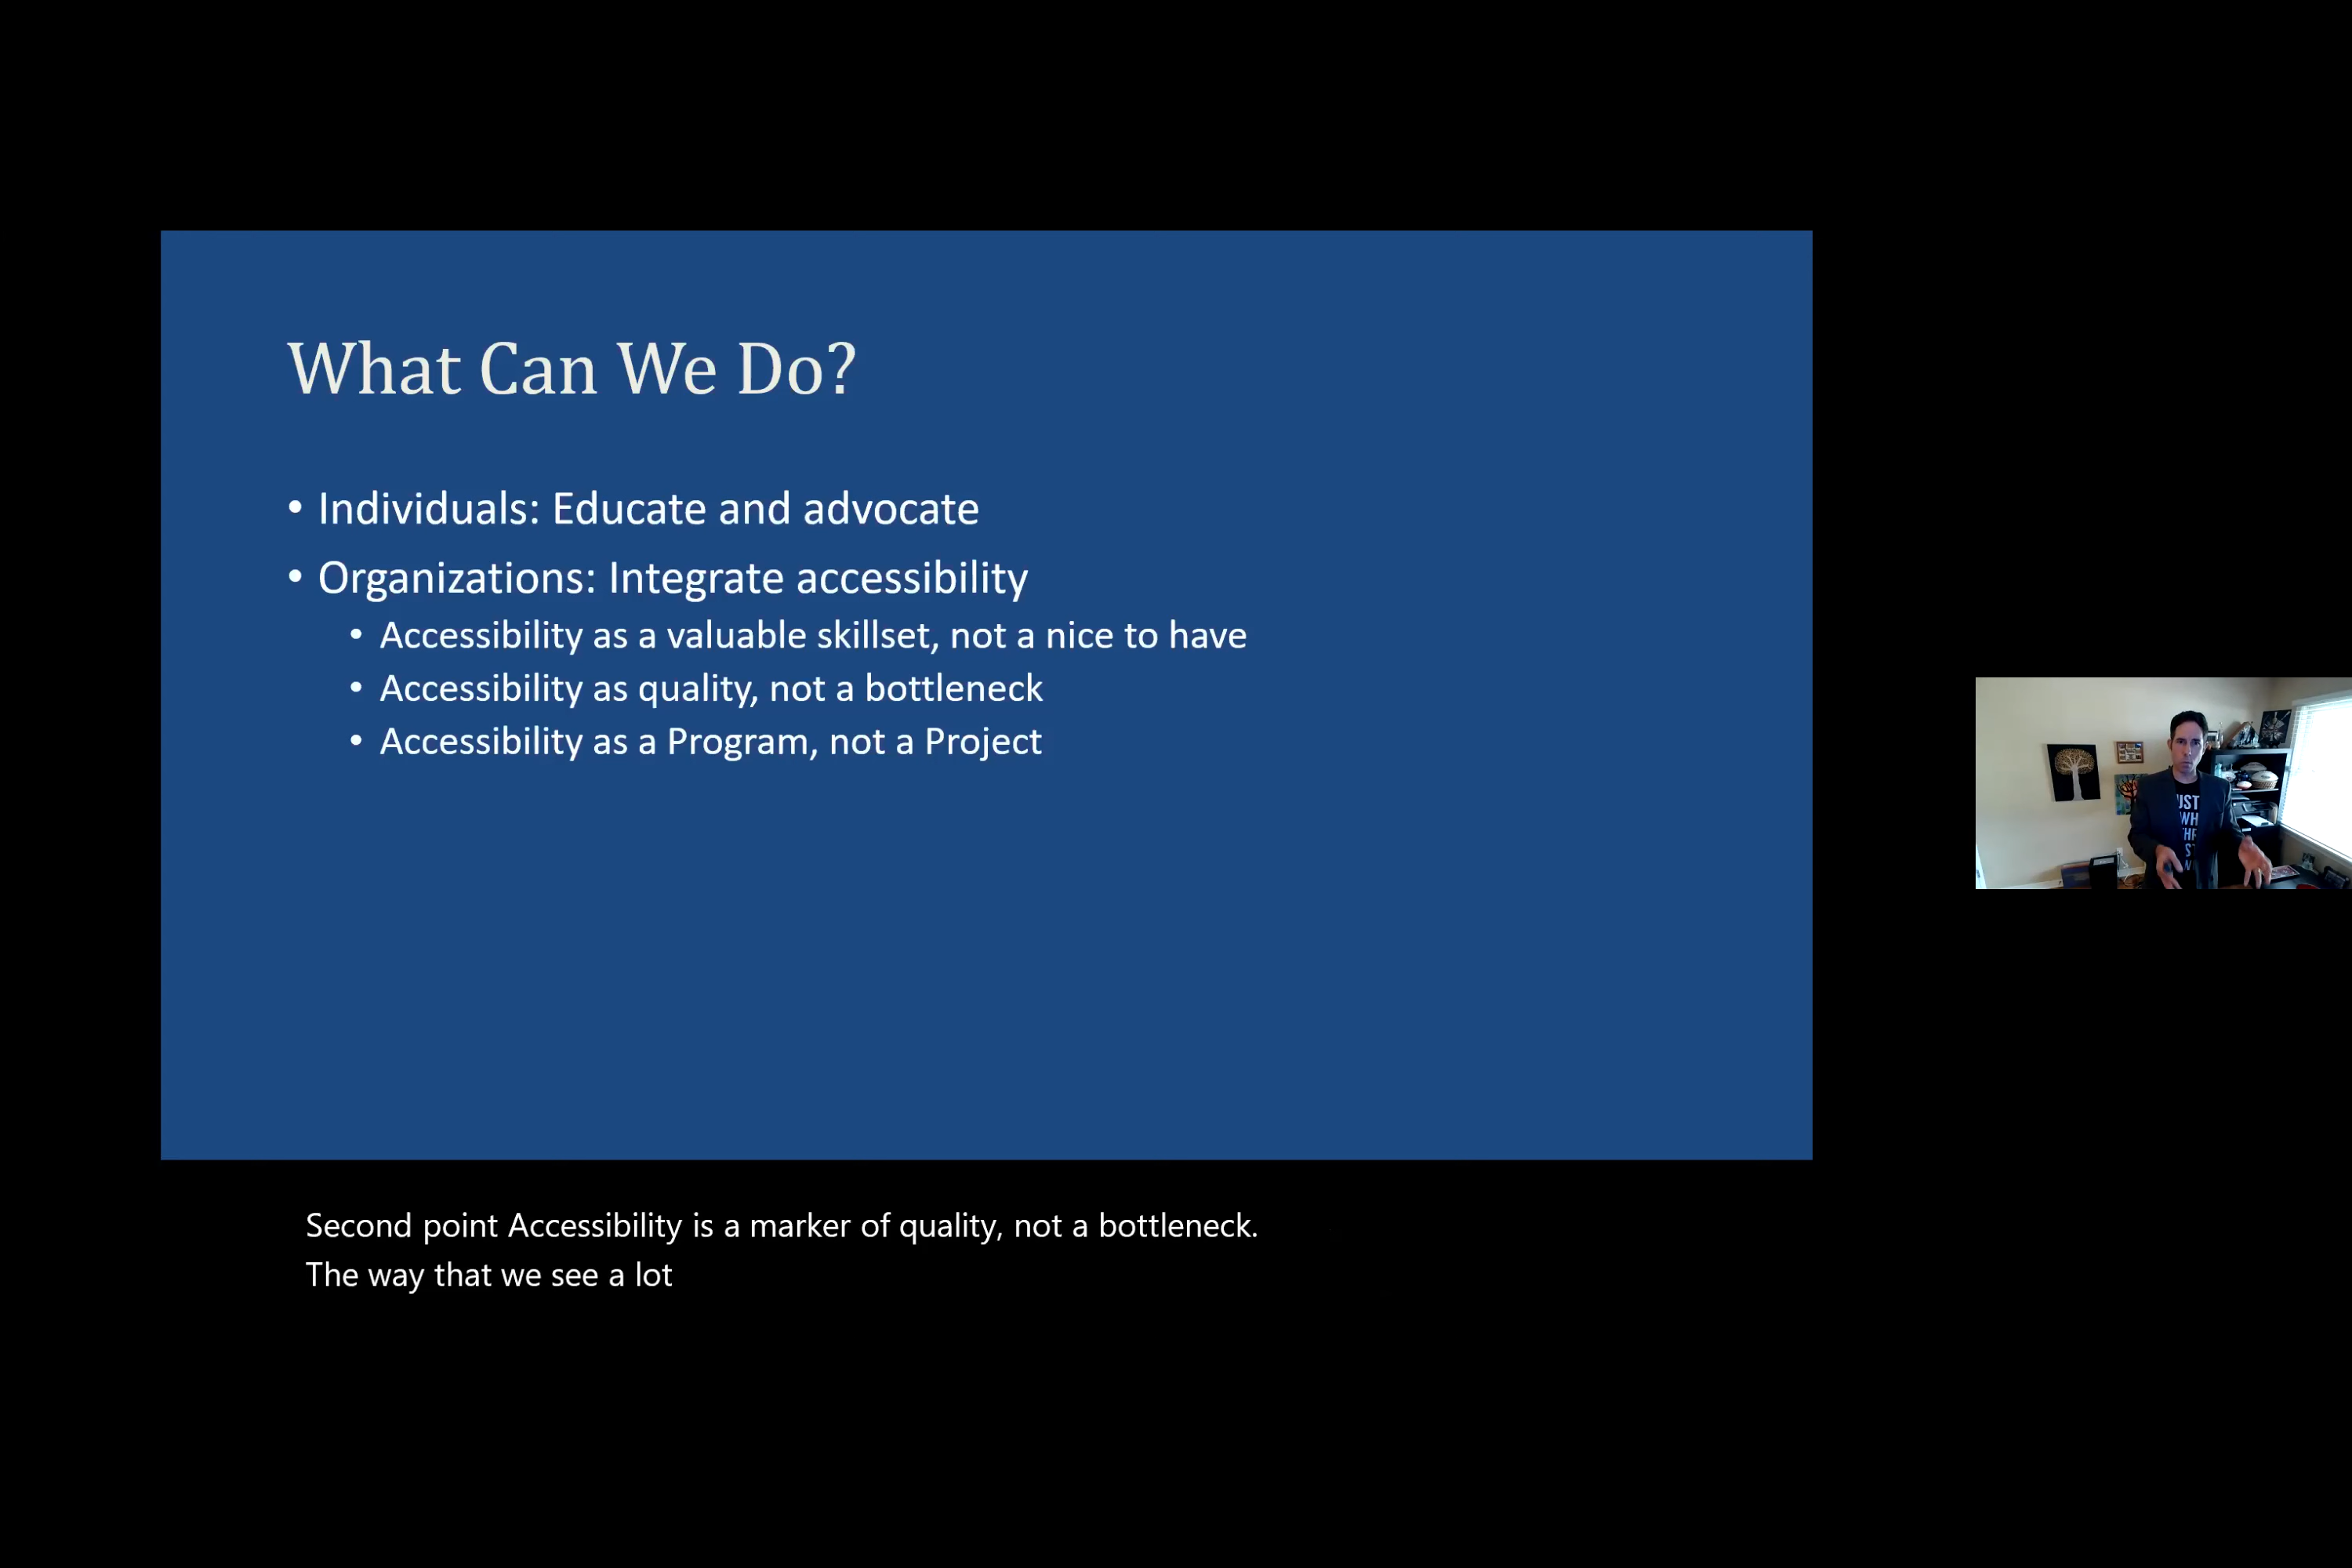 What Can We Do?
• Individuals: Educate and advocate
• Organizations: Integrate accessibility
• Accessibility as a valuable skillset, not a nice to have
• Accessibility as quality, not a bottleneck
• Accessibility as a Program, not a Project
Second point Accessibility is a marker of quality, not a bottleneck.
The way that we see a lot